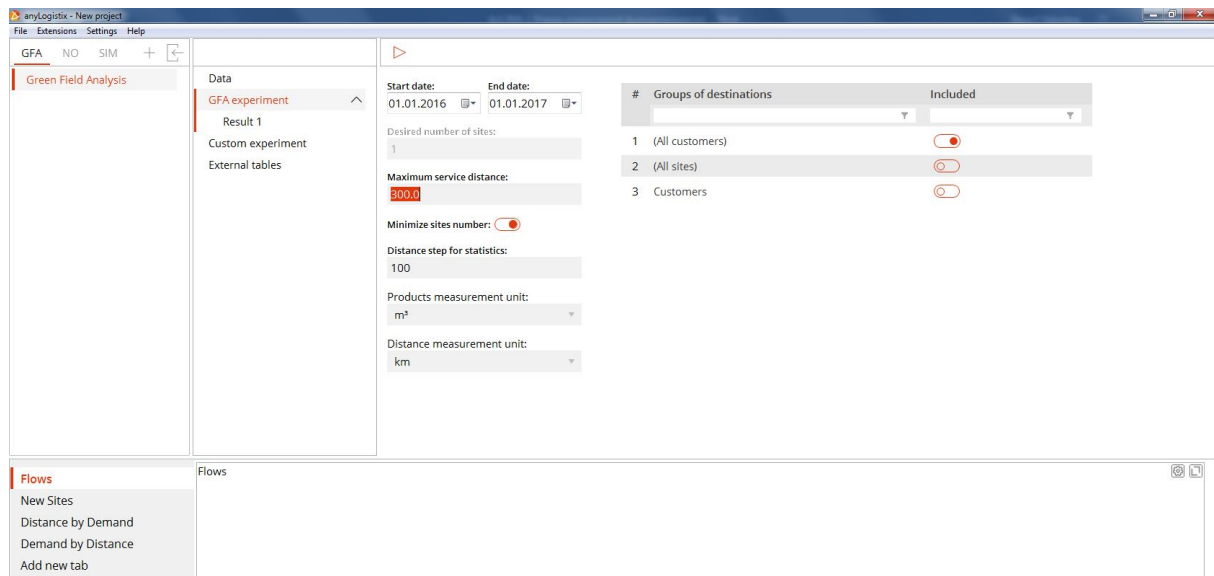 anyLogistix - New project
File Extensions Settings Help
GFA NO SIM
Green Field Analysis
Data
GFA experiment
Result 1
Custom experiment
External tables
Start date: End date:
01.01.2016 01.01.2017
Desired number of sites:
1
Maximum service distance:
300.0
Minimize sites number:
Distance step for statistics:
100
Products measurement unit:
m³
Distance measurement unit:
km
# Groups of destinations Included
1 (All customers)
2 (All sites)
3 Customers
Flows
New Sites
Distance by Demand
Demand by Distance
Add new tab
Flows